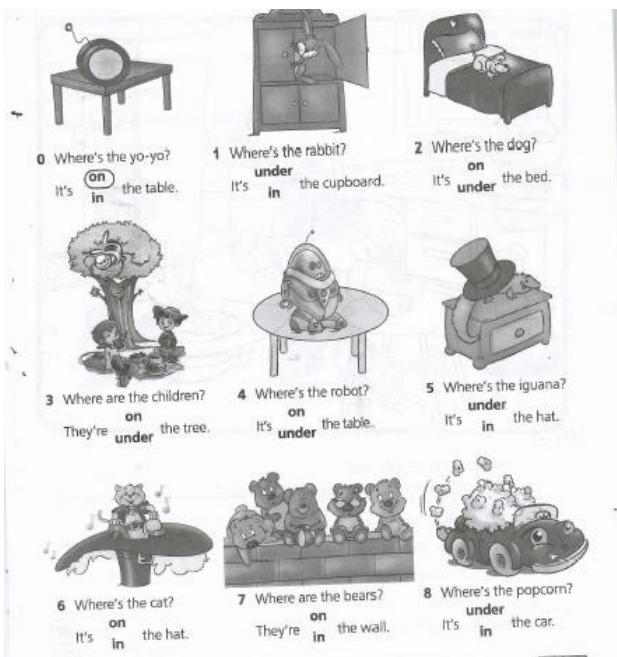 0 Where's the yo-yo?
on
It's the table.
in
1 Where's the rabbit?
under
It's the cupboard.
in
2 Where's the dog?
on
It's the bed.
under
3 Where are the children?
on
They're the tree.
under
4 Where's the robot?
on
It's the table.
under
5 Where's the iguana?
under
It's the hat.
in
6 Where's the cat?
on
It's the hat.
in
7 Where are the bears?
on
They're the wall.
in
8 Where's the popcorn?
under
It's the car.
in